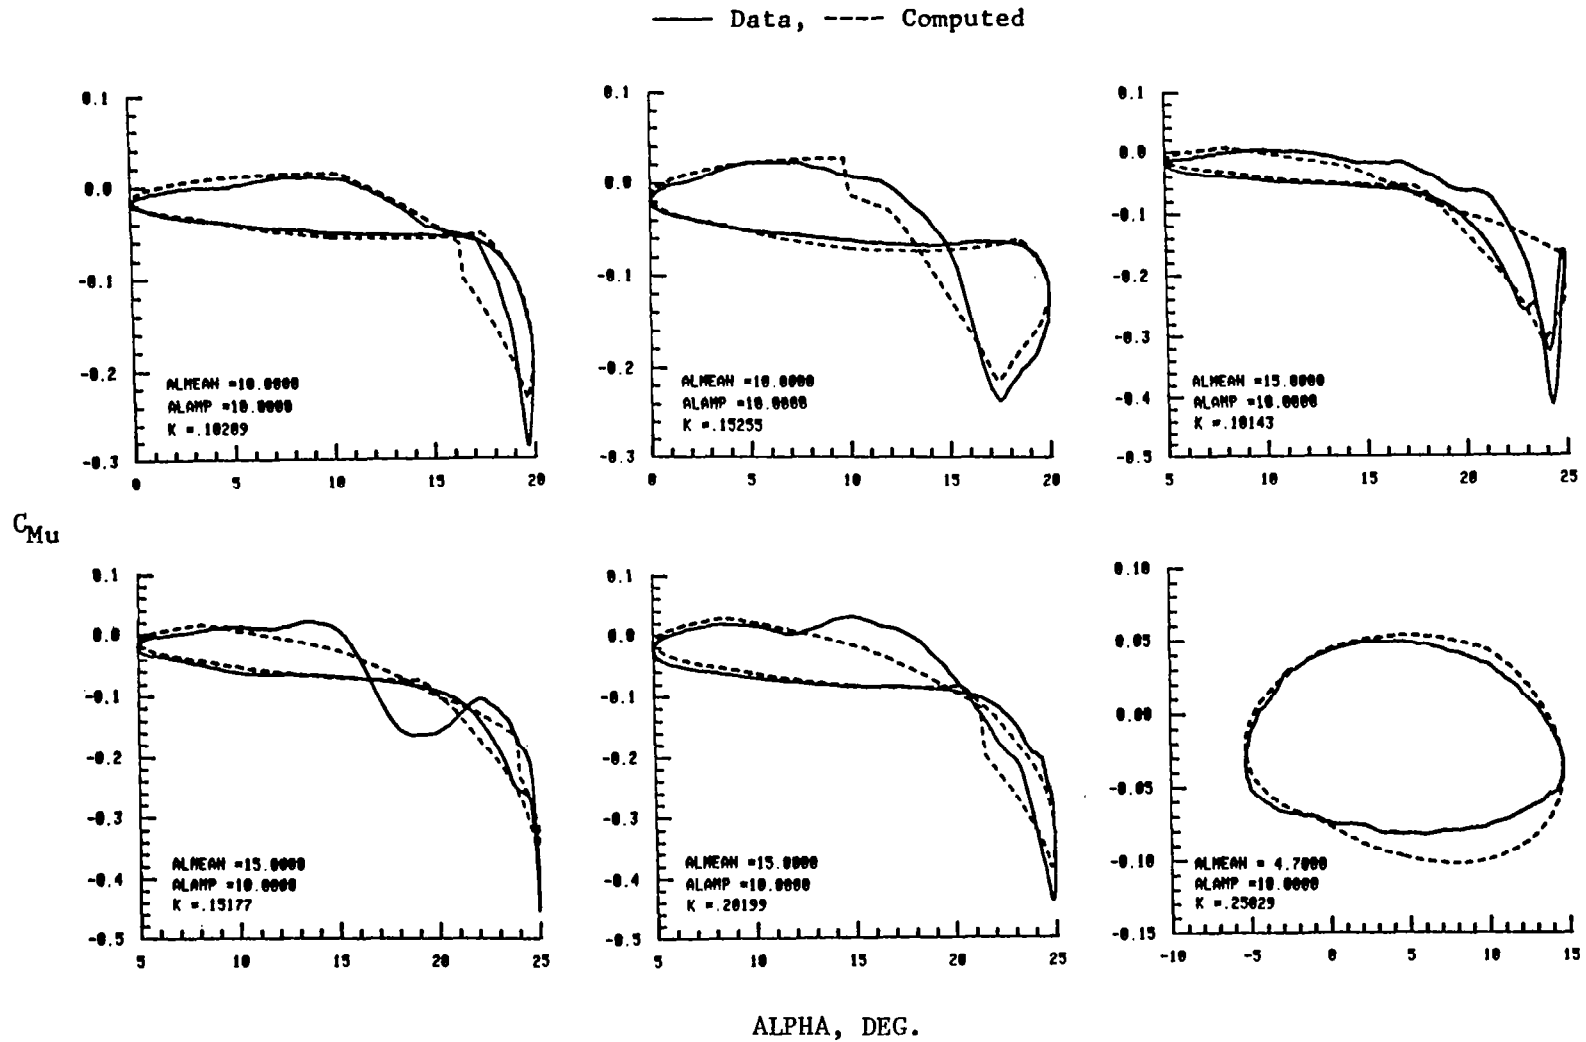 Data, Computed
0.1
0.0
-0.1
-0.2
-0.3
ALMEAN =10.0000
ALAMP =10.0000
K =.10289
0 5 10 15 20
0.1
0.0
-0.1
-0.2
-0.3
ALMEAN =10.0000
ALAMP =10.0000
K =.15255
0 5 10 15 20
0.1
0.0
-0.1
-0.2
-0.3
-0.4
-0.5
ALMEAN =15.0000
ALAMP =10.0000
K =.10143
5 10 15 20 25
CMu
0.1
0.0
-0.1
-0.2
-0.3
-0.4
-0.5
ALMEAN =15.0000
ALAMP =10.0000
K =.15177
5 10 15 20 25
0.1
0.0
-0.1
-0.2
-0.3
-0.4
-0.5
ALMEAN =15.0000
ALAMP =10.0000
K =.20199
5 10 15 20 25
0.10
0.05
0.00
-0.05
-0.10
-0.15
ALMEAN = 4.7000
ALAMP =10.0000
K =.25029
-10 -5 0 5 10 15
ALPHA, DEG.